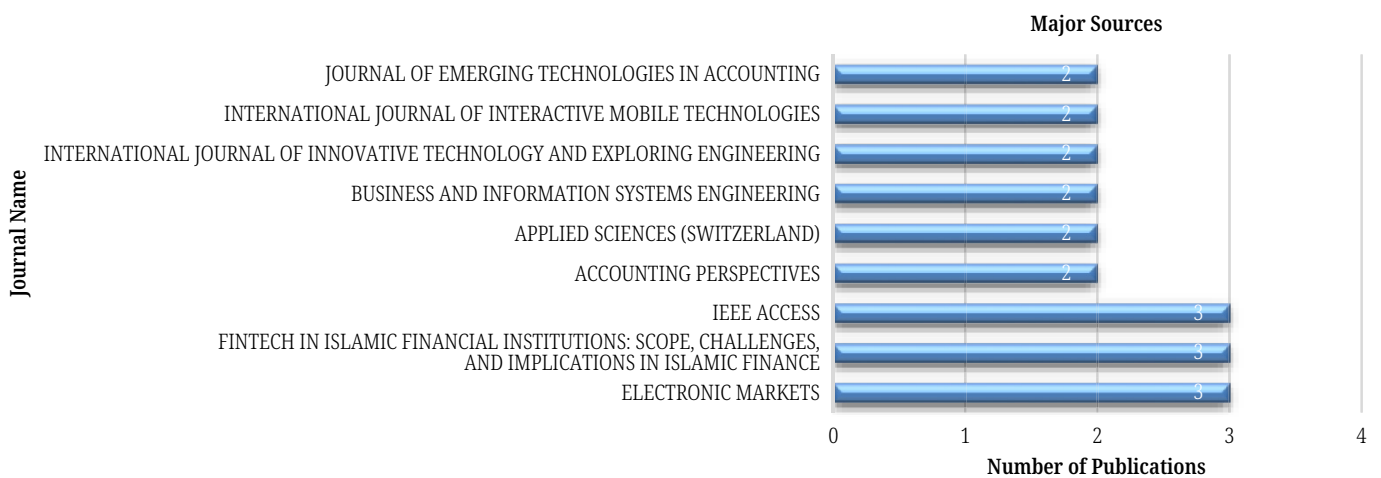 Major Sources
JOURNAL OF EMERGING TECHNOLOGIES IN ACCOUNTING
2
INTERNATIONAL JOURNAL OF INTERACTIVE MOBILE TECHNOLOGIES
2
INTERNATIONAL JOURNAL OF INNOVATIVE TECHNOLOGY AND EXPLORING ENGINEERING
2
BUSINESS AND INFORMATION SYSTEMS ENGINEERING
2
APPLIED SCIENCES (SWITZERLAND)
2
ACCOUNTING PERSPECTIVES
2
IEEE ACCESS
3
FINTECH IN ISLAMIC FINANCIAL INSTITUTIONS: SCOPE, CHALLENGES,
AND IMPLICATIONS IN ISLAMIC FINANCE
3
ELECTRONIC MARKETS
3
Journal Name
0 1 2 3 4
Number of Publications